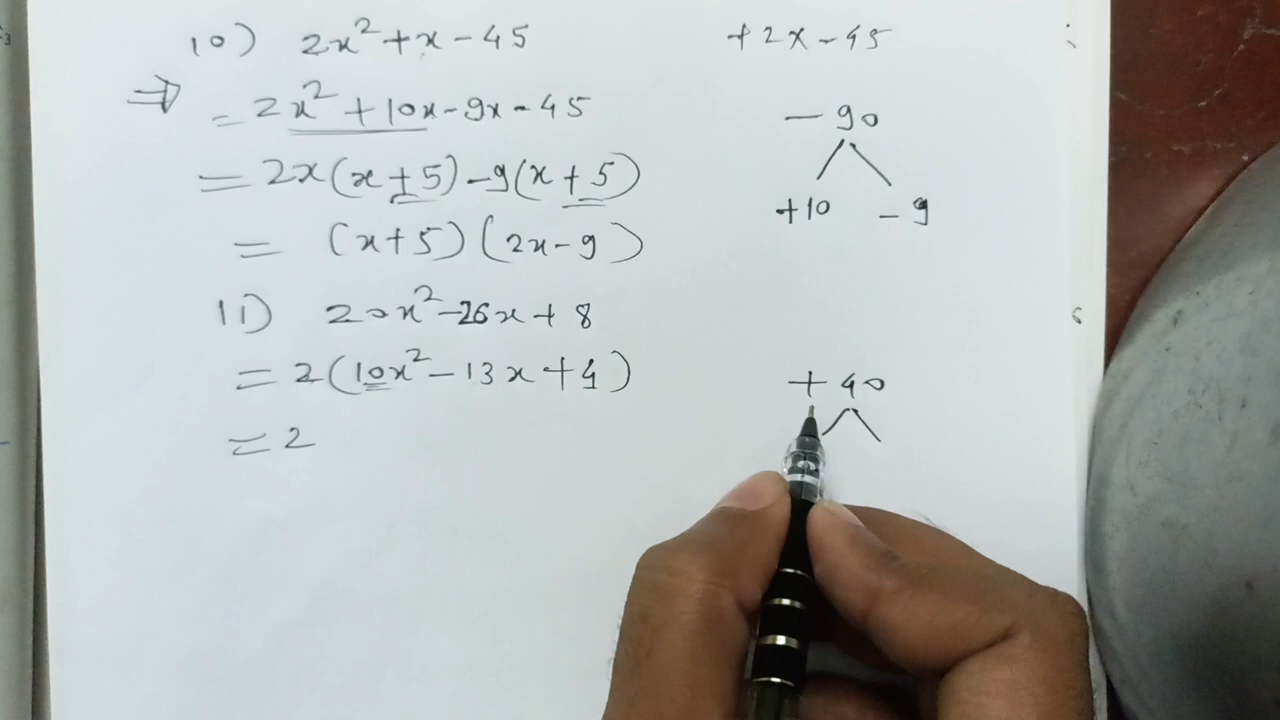 10) 2x² + x - 45
+2x - 45
⇒ = 2x² + 10x - 9x - 45
- 90
= 2x(x + 5) - 9(x + 5)
+10 - 9
= (x + 5) (2x - 9)
11) 20x² - 26x + 8
= 2(10x² - 13x + 4)
+ 40
= 2